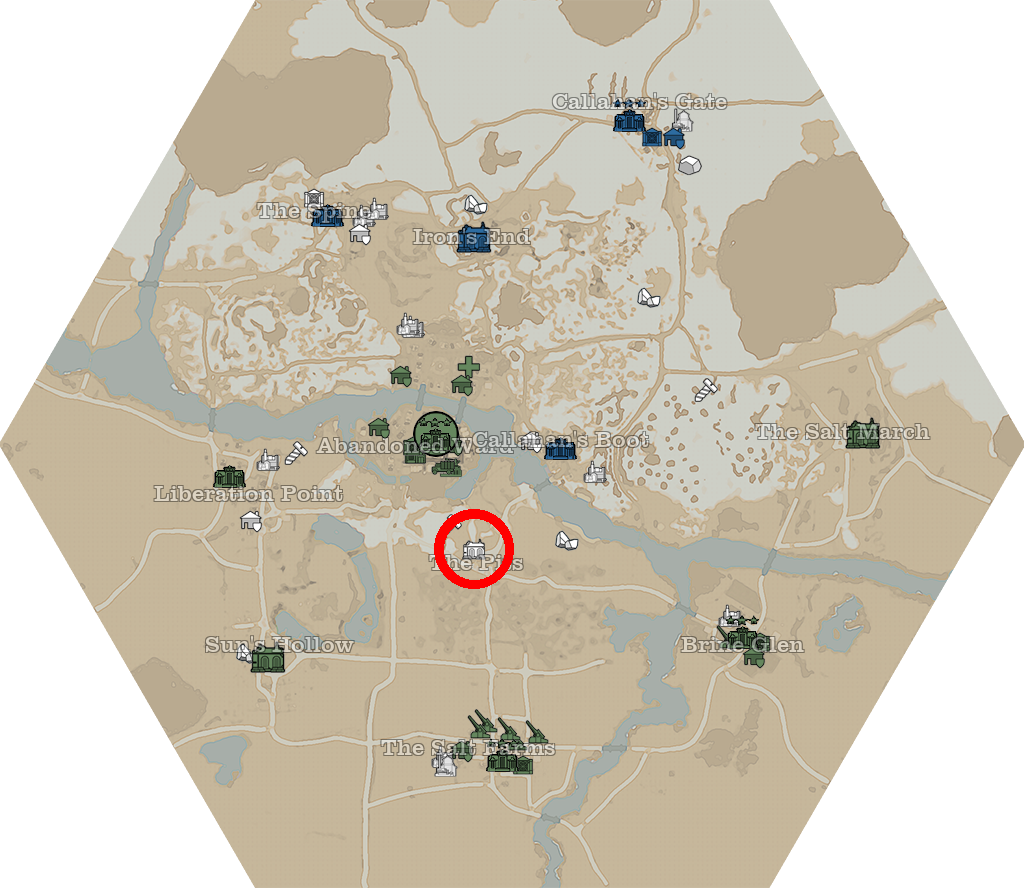 Callahan's Gate
The Spine
Iron's End
Abandoned Ward
Callahan's Boot
The Salt March
Liberation Point
The Pits
Sun's Hollow
Brine Glen
The Salt Farms